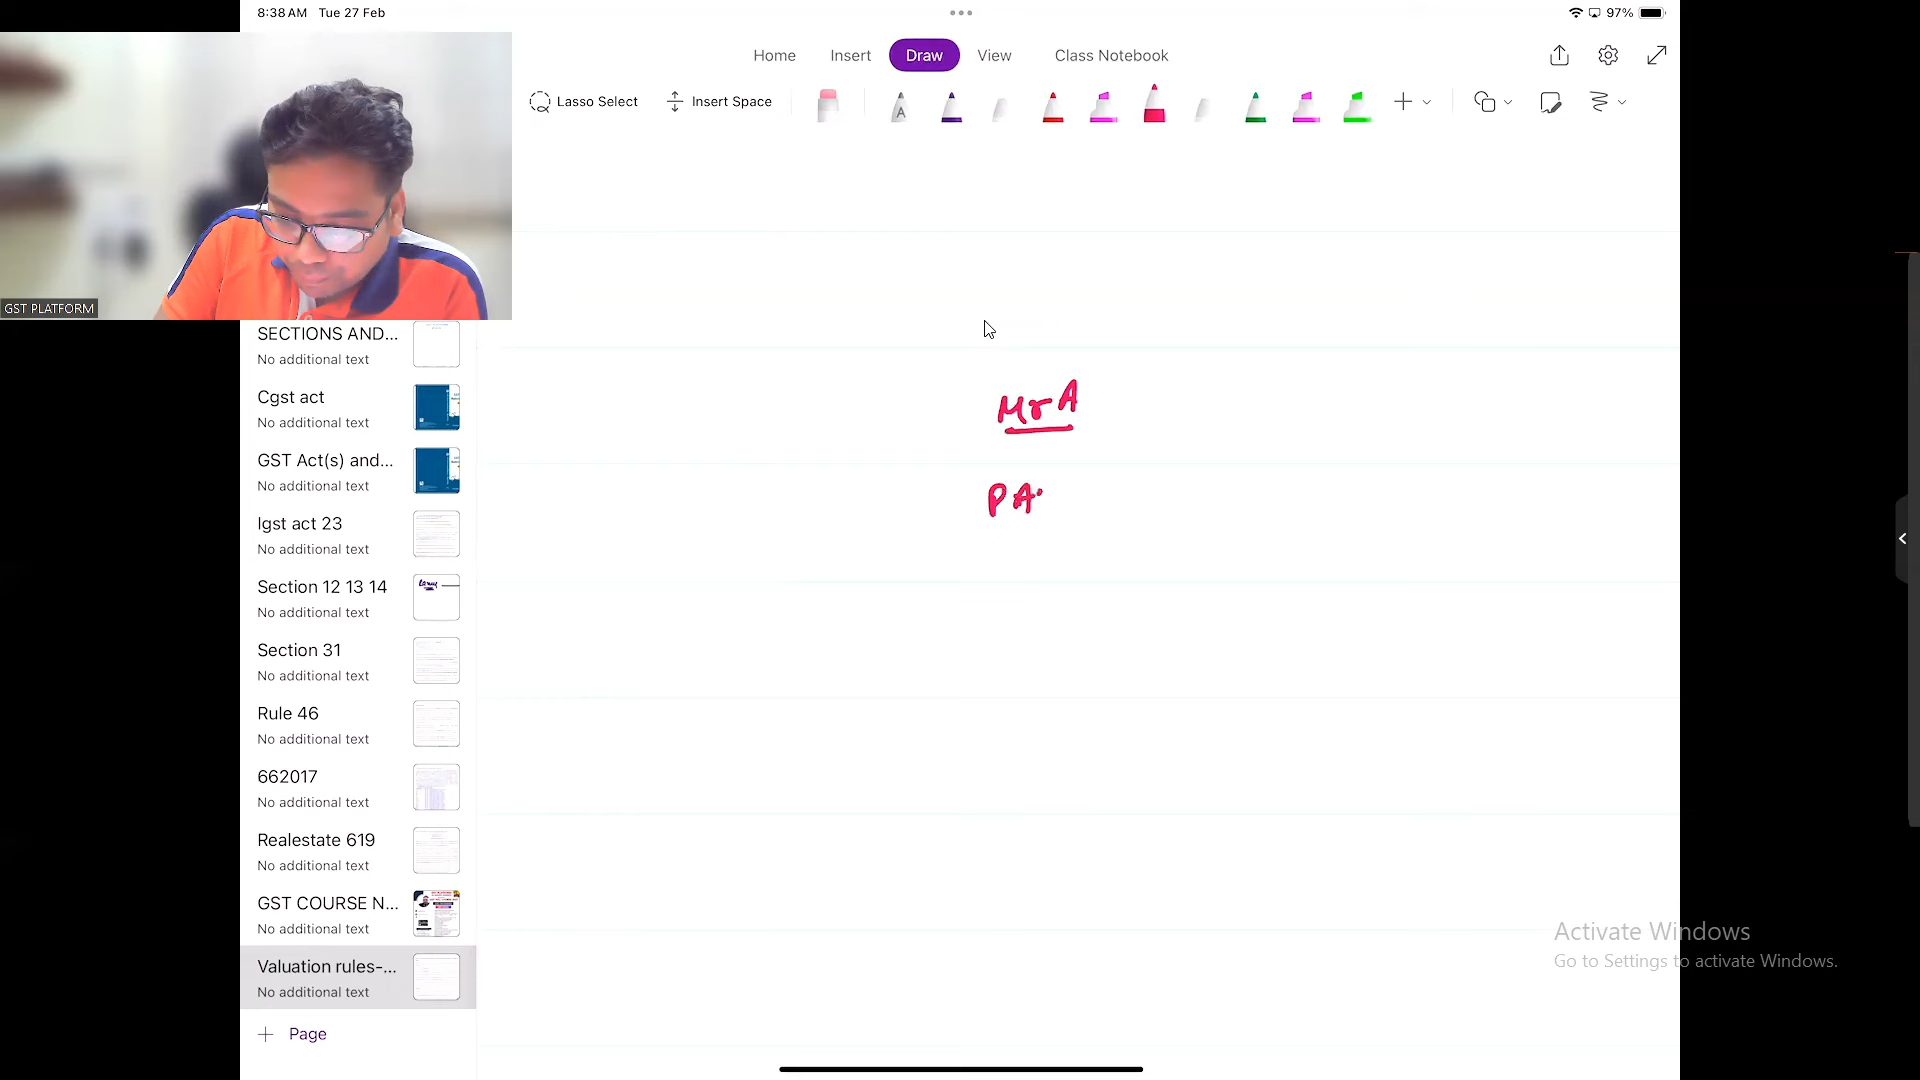 8:38 AM Tue 27 Feb
97%
Home Insert Draw View Class Notebook
Lasso Select Insert Space
A
GST PLATFORM
SECTIONS AND...
No additional text
Cgst act
No additional text
GST Act(s) and...
No additional text
Igst act 23
No additional text
Section 12 13 14
No additional text
Section 31
No additional text
Rule 46
No additional text
662017
No additional text
Realestate 619
No additional text
GST COURSE N...
No additional text
Valuation rules-...
No additional text
Page
Mr A
PA
Activate Windows
Go to Settings to activate Windows.